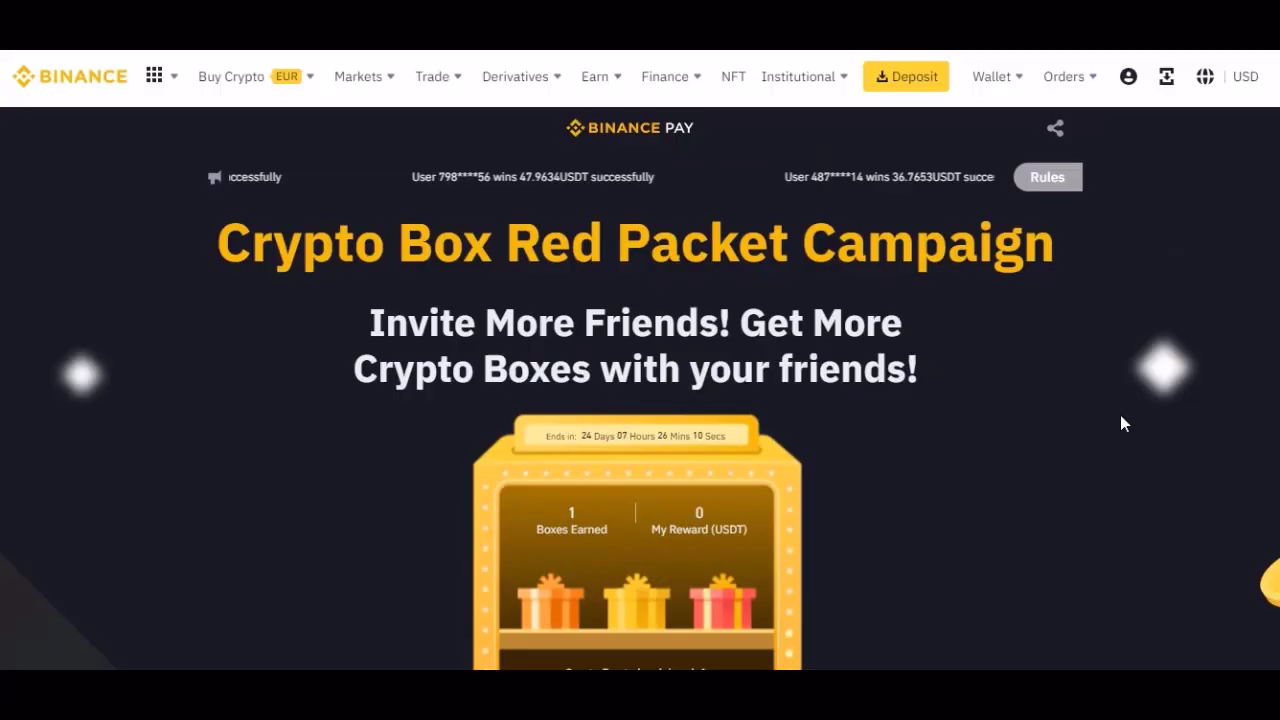 BINANCE Buy Crypto EUR Markets Trade Derivatives Earn Finance NFT Institutional Deposit Wallet Orders USD
BINANCE PAY
ccessfully User 798****56 wins 47.9634USDT successfully User 487****14 wins 36.7653USDT succe Rules
Crypto Box Red Packet Campaign
Invite More Friends! Get More
Crypto Boxes with your friends!
Ends in: 24 Days 07 Hours 26 Mins 10 Secs
1 0
Boxes Earned My Reward (USDT)